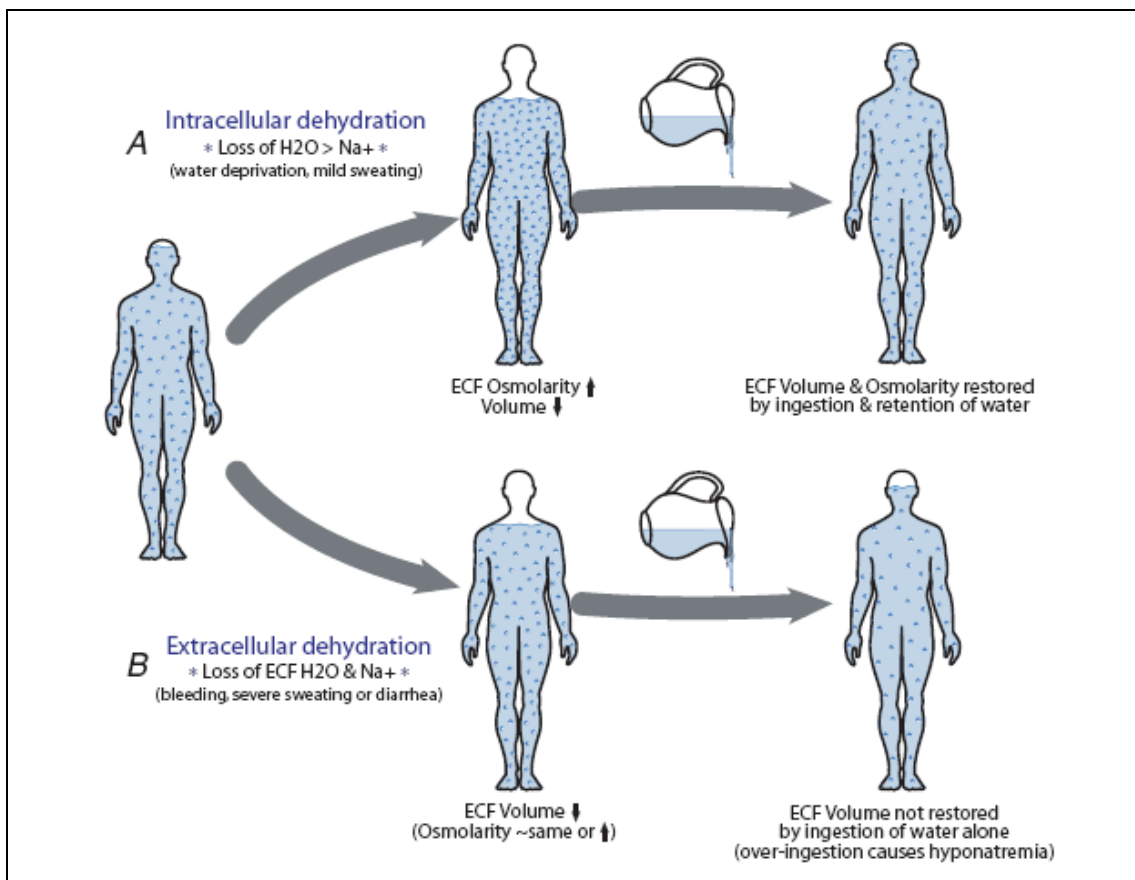 A
Intracellular dehydration
* Loss of H2O > Na+ *
(water deprivation, mild sweating)
ECF Osmolarity ⬆
Volume ⬇
ECF Volume & Osmolarity restored
by ingestion & retention of water
B
Extracellular dehydration
* Loss of ECF H2O & Na+ *
(bleeding, severe sweating or diarrhea)
ECF Volume ⬇
(Osmolarity ~same or ⬆)
ECF Volume not restored
by ingestion of water alone
(over-ingestion causes hyponatremia)